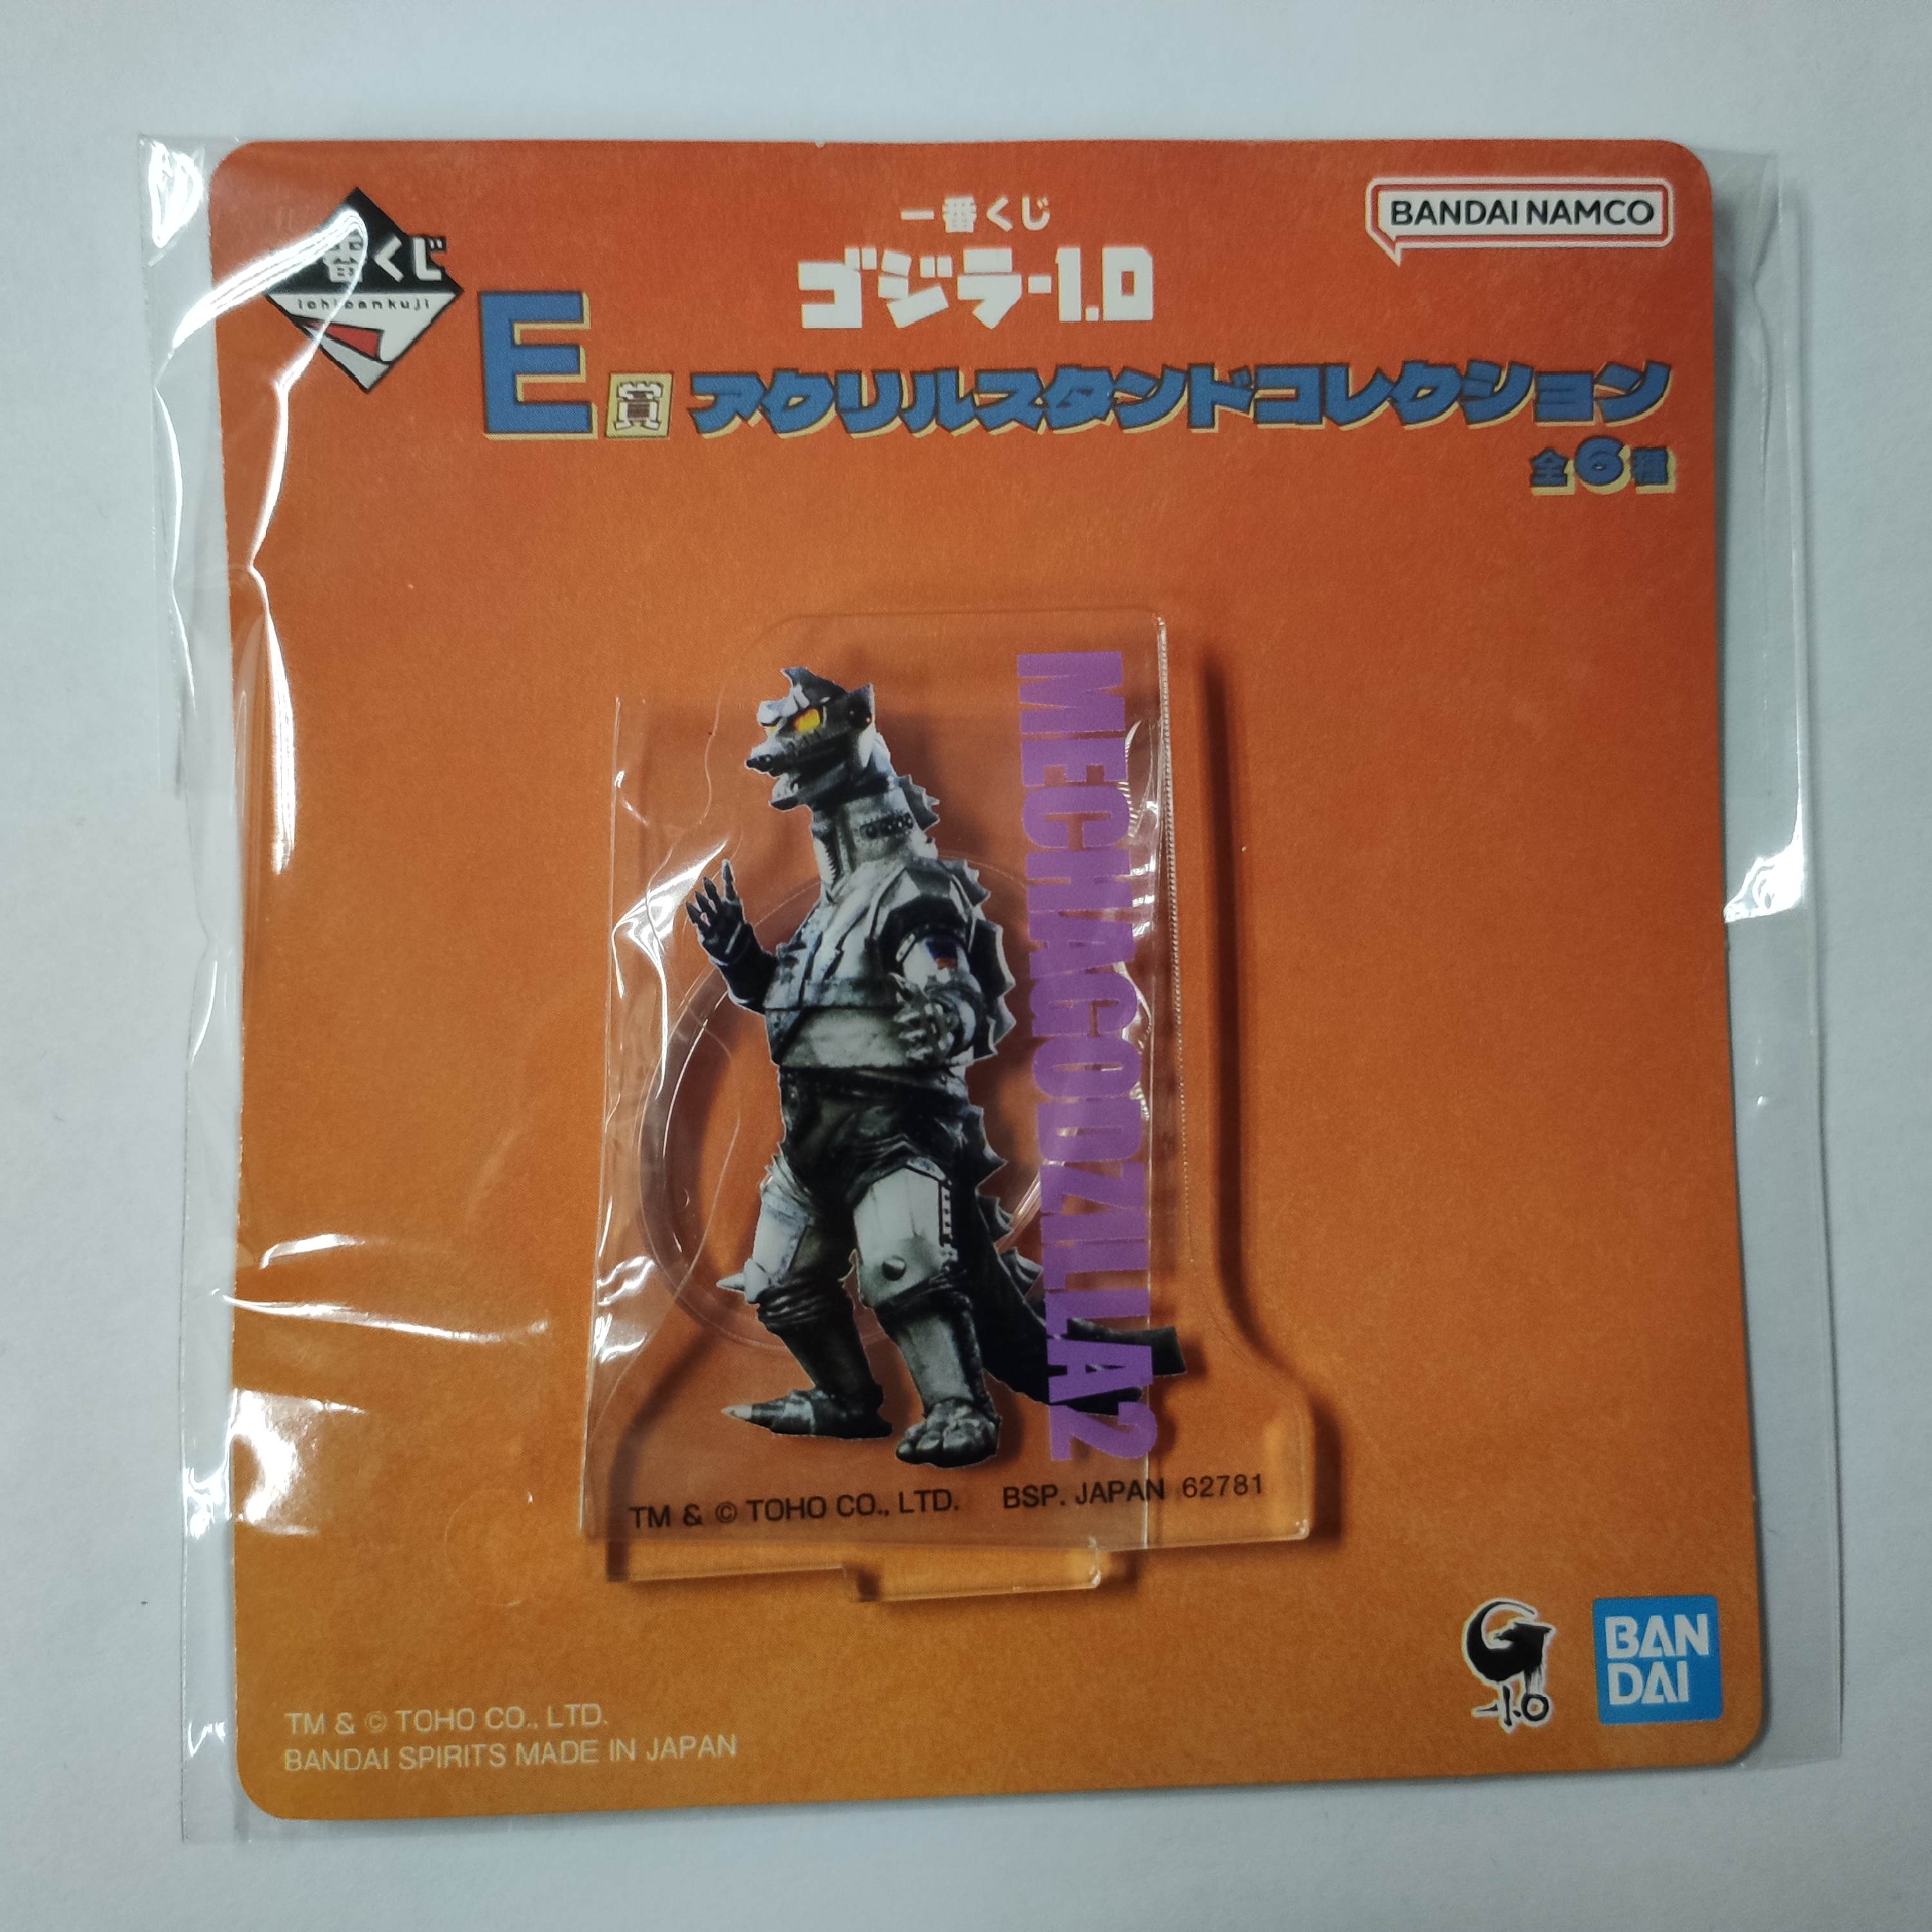 一番くじ
ichibankuji
一番くじ
ゴジラ-1.0
BANDAI NAMCO
E賞 アクリルスタンドコレクション
全6種
MECHAGODZILLA2
TM & © TOHO CO., LTD. BSP. JAPAN 62781
G
-1.0
BAN
DAI
TM & © TOHO CO., LTD.
BANDAI SPIRITS MADE IN JAPAN